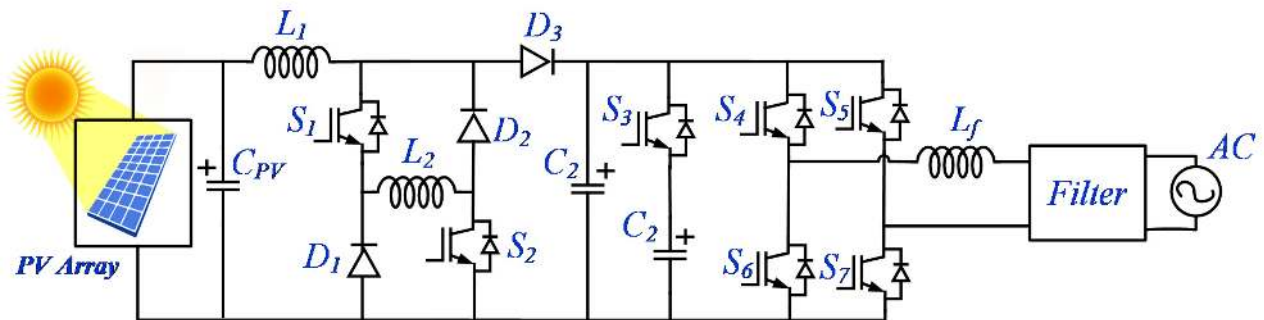 L1
D3
S1
D2
S3
S4
S5
L2
Lf
AC
CPV
C2
Filter
C2
PV Array
D1
S2
S6
S7